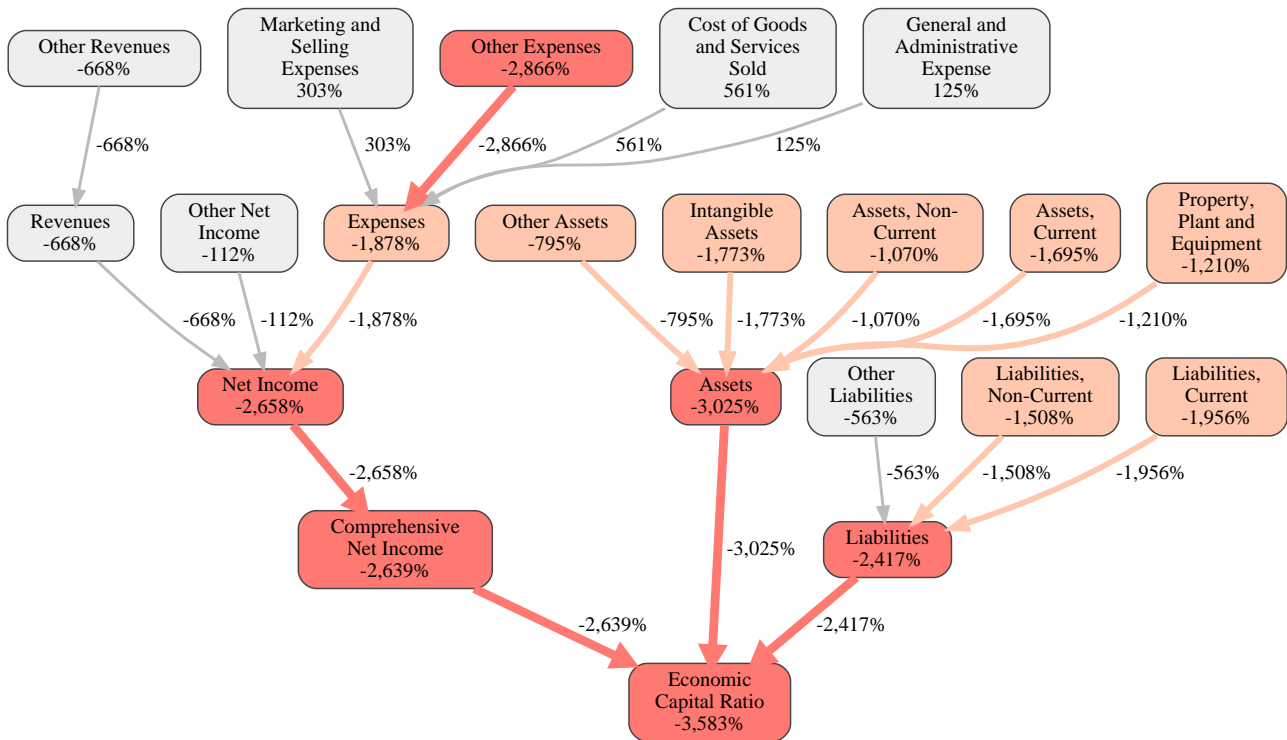 Other Revenues
-668%
Marketing and
Selling
Expenses
303%
Other Expenses
-2,866%
Cost of Goods
and Services
Sold
561%
General and
Administrative
Expense
125%
-668%
303%
-2,866%
561%
125%
Revenues
-668%
Other Net
Income
-112%
Expenses
-1,878%
Other Assets
-795%
Intangible
Assets
-1,773%
Assets, Non-
Current
-1,070%
Assets,
Current
-1,695%
Property,
Plant and
Equipment
-1,210%
-668%
-112%
-1,878%
-795%
-1,773%
-1,070%
-1,695%
-1,210%
Net Income
-2,658%
Assets
-3,025%
Other
Liabilities
-563%
Liabilities,
Non-Current
-1,508%
Liabilities,
Current
-1,956%
-2,658%
-563%
-1,508%
-1,956%
Comprehensive
Net Income
-2,639%
-3,025%
Liabilities
-2,417%
-2,639%
-2,417%
Economic
Capital Ratio
-3,583%